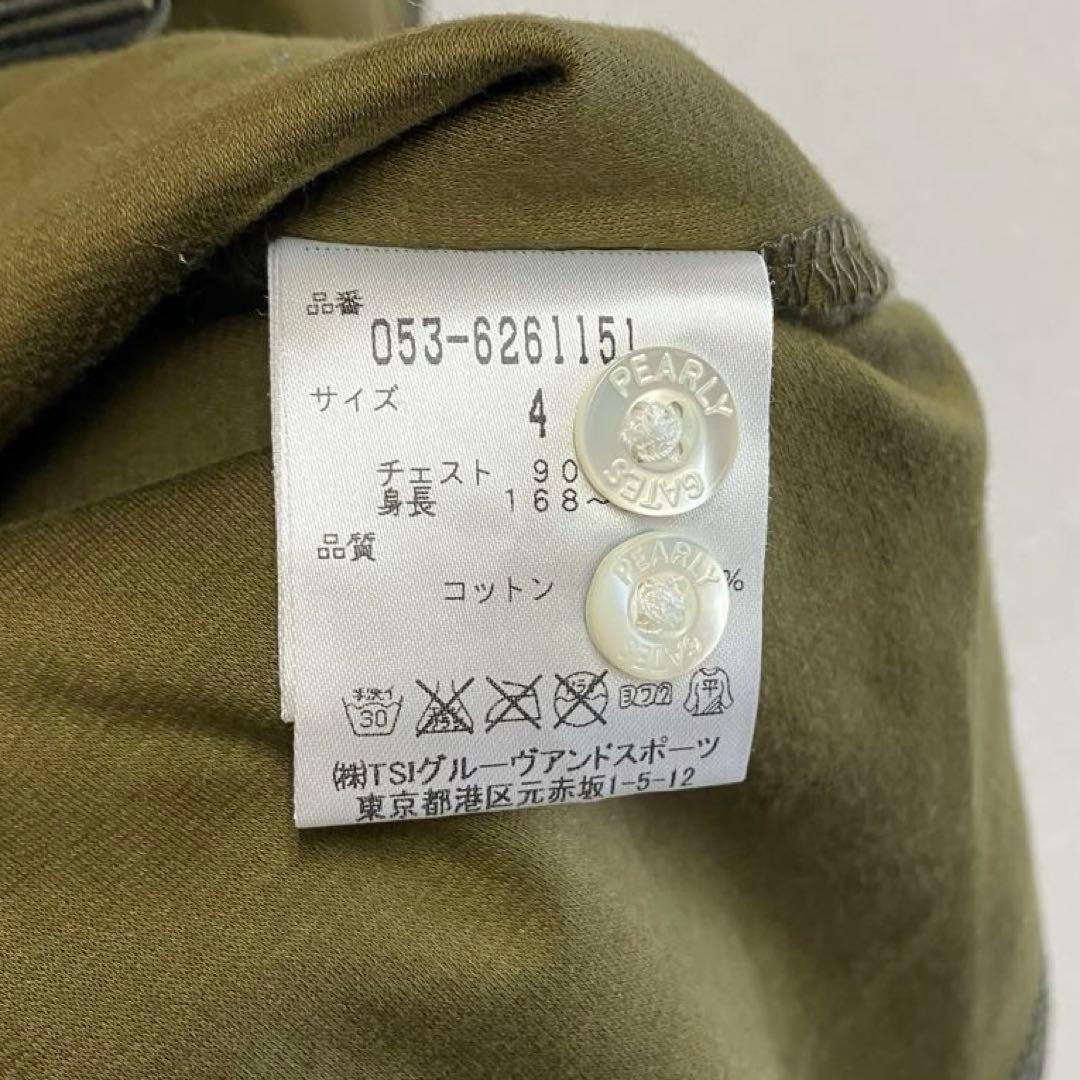 品番
053-6261151
サイズ 4
チェスト 90
身長 168~
品質
コットン %
PEARLY GATES
PEARLY GATES
手洗イ 30
ヨワク 平
㈱TSIグルーヴアンドスポーツ
東京都港区元赤坂1-5-12